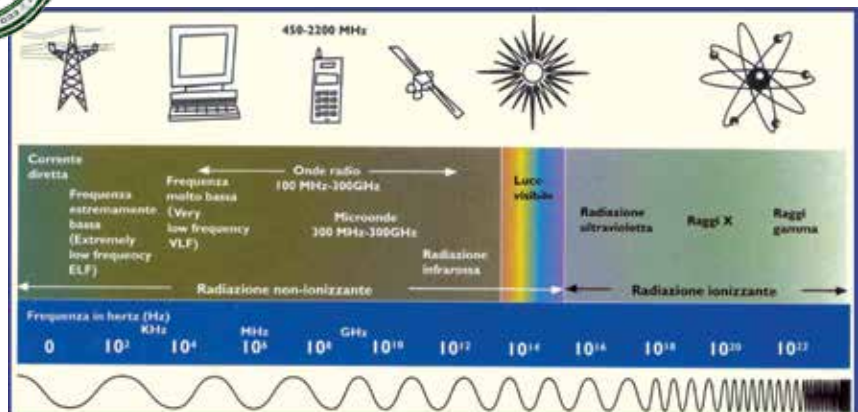 450-2200 MHz
Corrente
diretta
Frequenza
estremamente
bassa
(Extremely
low frequency
ELF)
Frequenza
molto bassa
(Very
low frequency
VLF)
Onde radio
100 MHz-300GHz
Microonde
300 MHz-300GHz
Radiazione
infrarossa
Luce
visibile
Radiazione
ultravioletta
Raggi X
Raggi
gamma
Radiazione non-ionizzante
Radiazione ionizzante
Frequenza in hertz (Hz)
KHz MHz GHz
0 10² 10⁴ 10⁶ 10⁸ 10¹⁰ 10¹² 10¹⁴ 10¹⁶ 10¹⁸ 10²⁰ 10²²